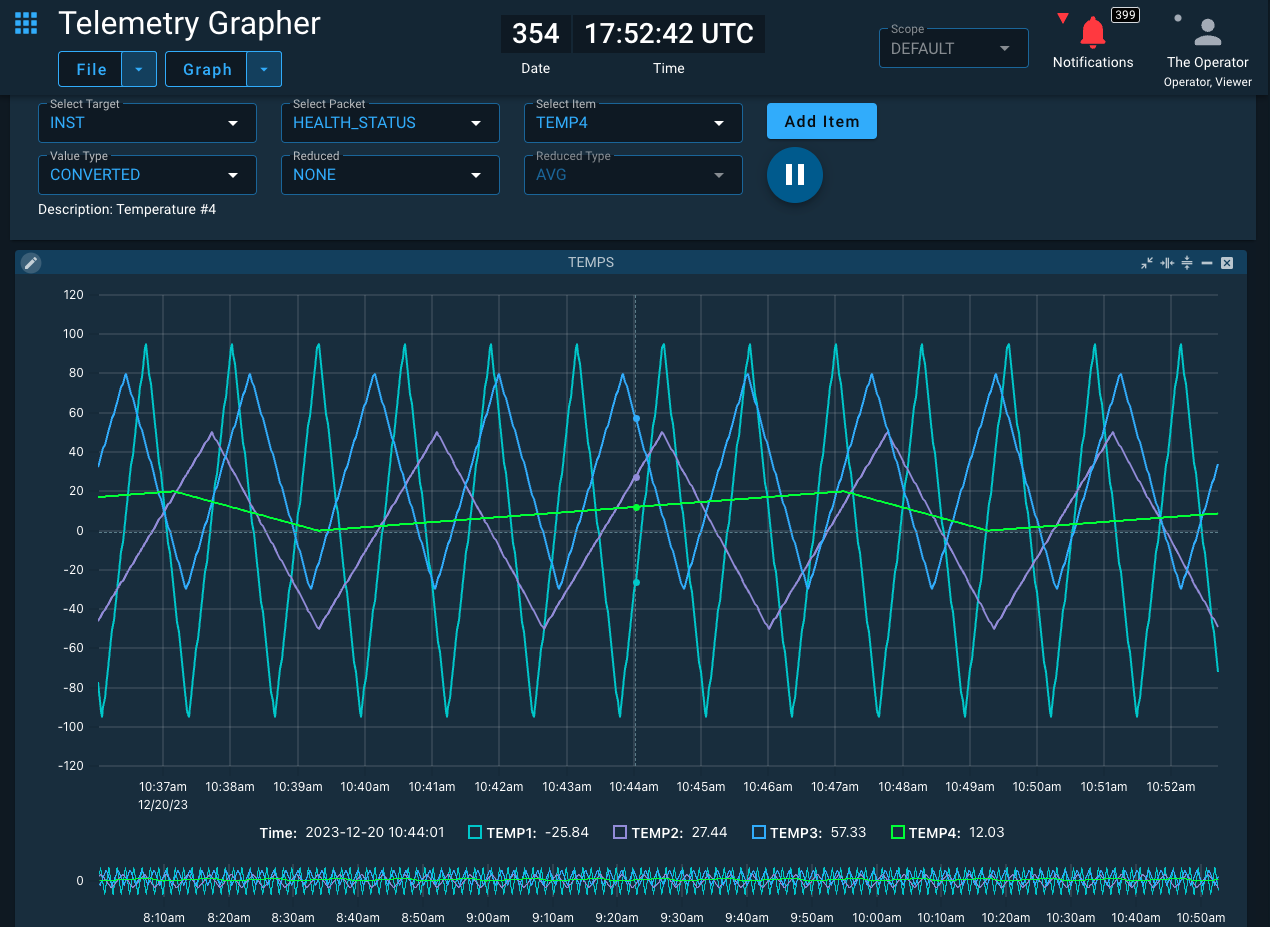 Telemetry Grapher
File
Graph
354
17:52:42 UTC
Date
Time
Scope
DEFAULT
399
Notifications
The Operator
Operator, Viewer
Select Target
INST
Select Packet
HEALTH_STATUS
Select Item
TEMP4
Add Item
Value Type
CONVERTED
Reduced
NONE
Reduced Type
AVG
Description: Temperature #4
TEMPS
120
100
80
60
40
20
0
-20
-40
-60
-80
-100
-120
10:37am 10:38am 10:39am 10:40am 10:41am 10:42am 10:43am 10:44am 10:45am 10:46am 10:47am 10:48am 10:49am 10:50am 10:51am 10:52am
12/20/23
Time: 2023-12-20 10:44:01 TEMP1: -25.84 TEMP2: 27.44 TEMP3: 57.33 TEMP4: 12.03
0
8:10am 8:20am 8:30am 8:40am 8:50am 9:00am 9:10am 9:20am 9:30am 9:40am 9:50am 10:00am 10:10am 10:20am 10:30am 10:40am 10:50am